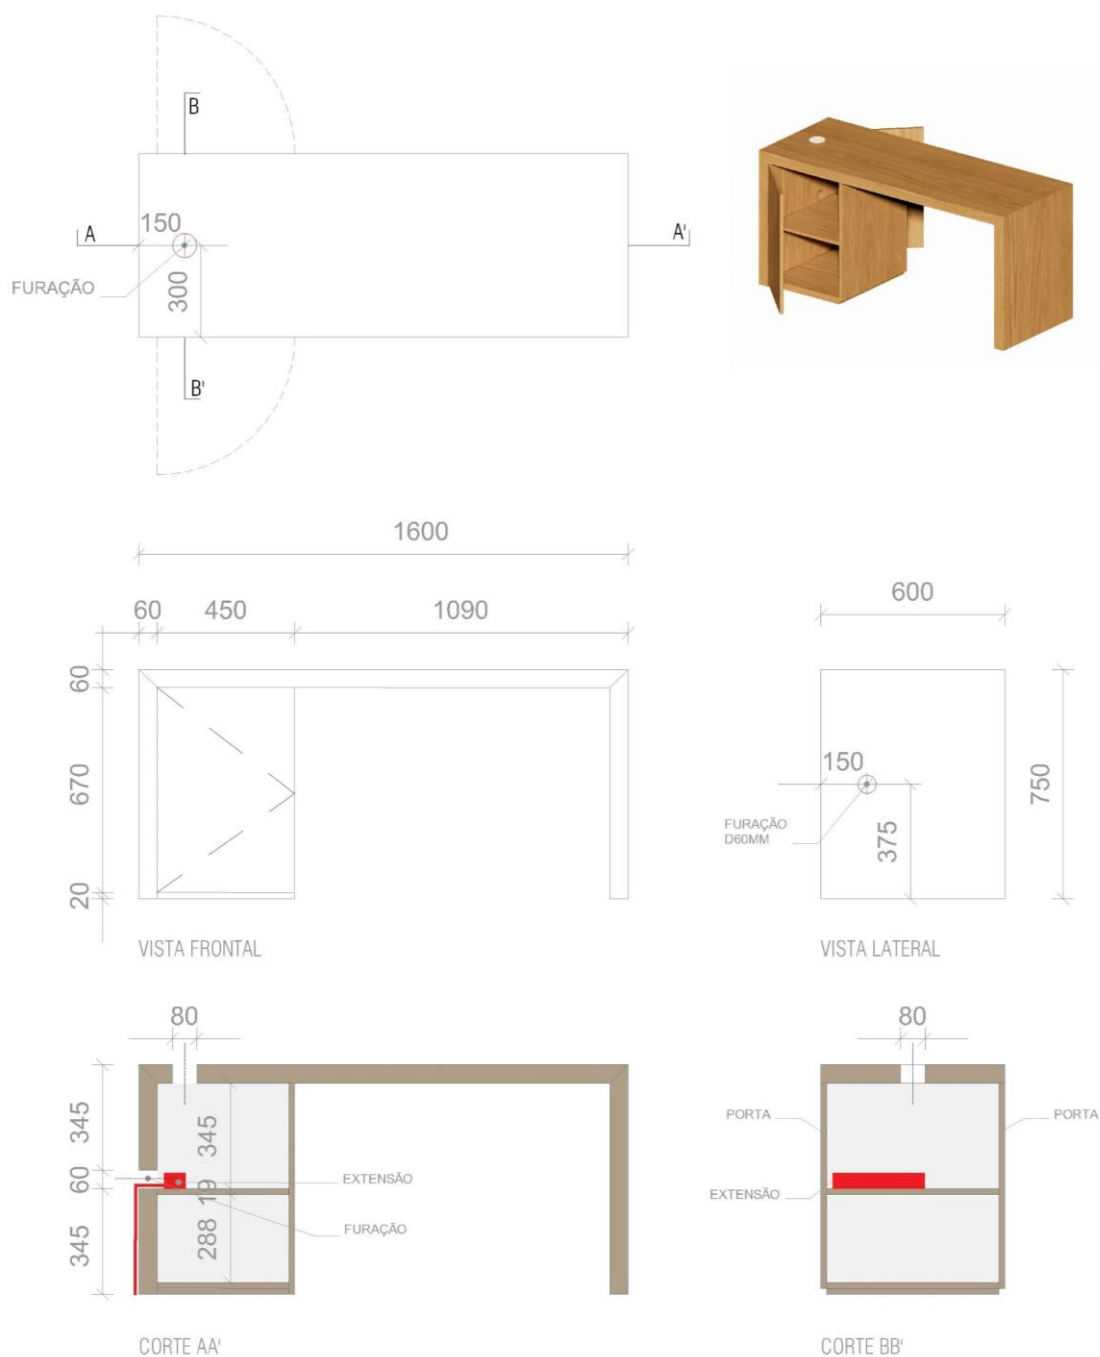 B
A
150
A'
FURAÇÃO
300
B'
1600
60
450
1090
600
60
670
20
150
750
FURAÇÃO
D60MM
375
VISTA FRONTAL
VISTA LATERAL
80
80
345
345
PORTA
PORTA
60
19
EXTENSÃO
EXTENSÃO
345
288
FURAÇÃO
CORTE AA'
CORTE BB'